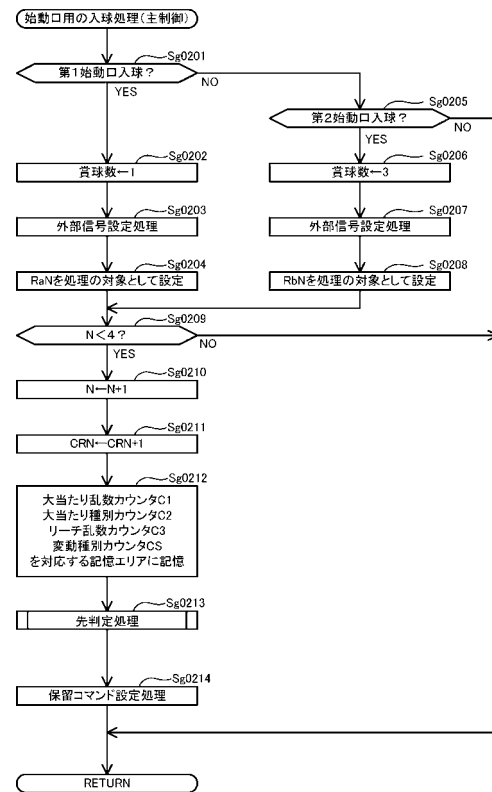 始動口用の入球処理(主制御)
Sg0201
第1始動口入球?
NO
YES
Sg0205
第2始動口入球?
NO
YES
Sg0202
賞球数←1
Sg0206
賞球数←3
Sg0203
外部信号設定処理
Sg0207
外部信号設定処理
Sg0204
RaNを処理の対象として設定
Sg0208
RbNを処理の対象として設定
Sg0209
N<4?
NO
YES
Sg0210
N←N+1
Sg0211
CRN←CRN+1
Sg0212
大当たり乱数カウンタC1
大当たり種別カウンタC2
リーチ乱数カウンタC3
変動種別カウンタCS
を対応する記憶エリアに記憶
Sg0213
先判定処理
Sg0214
保留コマンド設定処理
RETURN